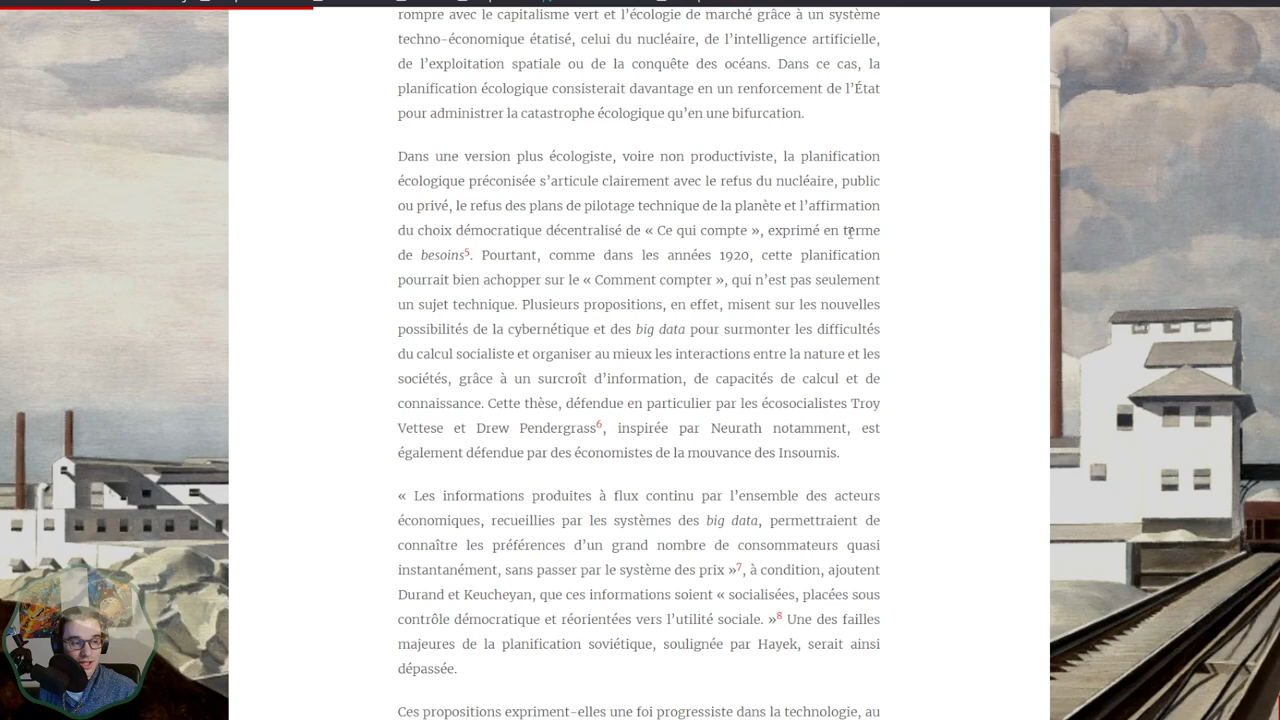 rompre avec le capitalisme vert et l’écologie de marché grâce à un système
techno-économique étatisé, celui du nucléaire, de l’intelligence artificielle,
de l’exploitation spatiale ou de la conquête des océans. Dans ce cas, la
planification écologique consisterait davantage en un renforcement de l’État
pour administrer la catastrophe écologique qu’en une bifurcation.
Dans une version plus écologiste, voire non productiviste, la planification
écologique préconisée s’articule clairement avec le refus du nucléaire, public
ou privé, le refus des plans de pilotage technique de la planète et l’affirmation
du choix démocratique décentralisé de « Ce qui compte », exprimé en terme
de besoins5. Pourtant, comme dans les années 1920, cette planification
pourrait bien achopper sur le « Comment compter », qui n’est pas seulement
un sujet technique. Plusieurs propositions, en effet, misent sur les nouvelles
possibilités de la cybernétique et des big data pour surmonter les difficultés
du calcul socialiste et organiser au mieux les interactions entre la nature et les
sociétés, grâce à un surcroît d’information, de capacités de calcul et de
connaissance. Cette thèse, défendue en particulier par les écosocialistes Troy
Vettese et Drew Pendergrass6, inspirée par Neurath notamment, est
également défendue par des économistes de la mouvance des Insoumis.
« Les informations produites à flux continu par l’ensemble des acteurs
économiques, recueillies par les systèmes des big data, permettraient de
connaître les préférences d’un grand nombre de consommateurs quasi
instantanément, sans passer par le système des prix »7, à condition, ajoutent
Durand et Keucheyan, que ces informations soient « socialisées, placées sous
contrôle démocratique et réorientées vers l’utilité sociale. »8 Une des failles
majeures de la planification soviétique, soulignée par Hayek, serait ainsi
dépassée.
Ces propositions expriment-elles une foi progressiste dans la technologie, au